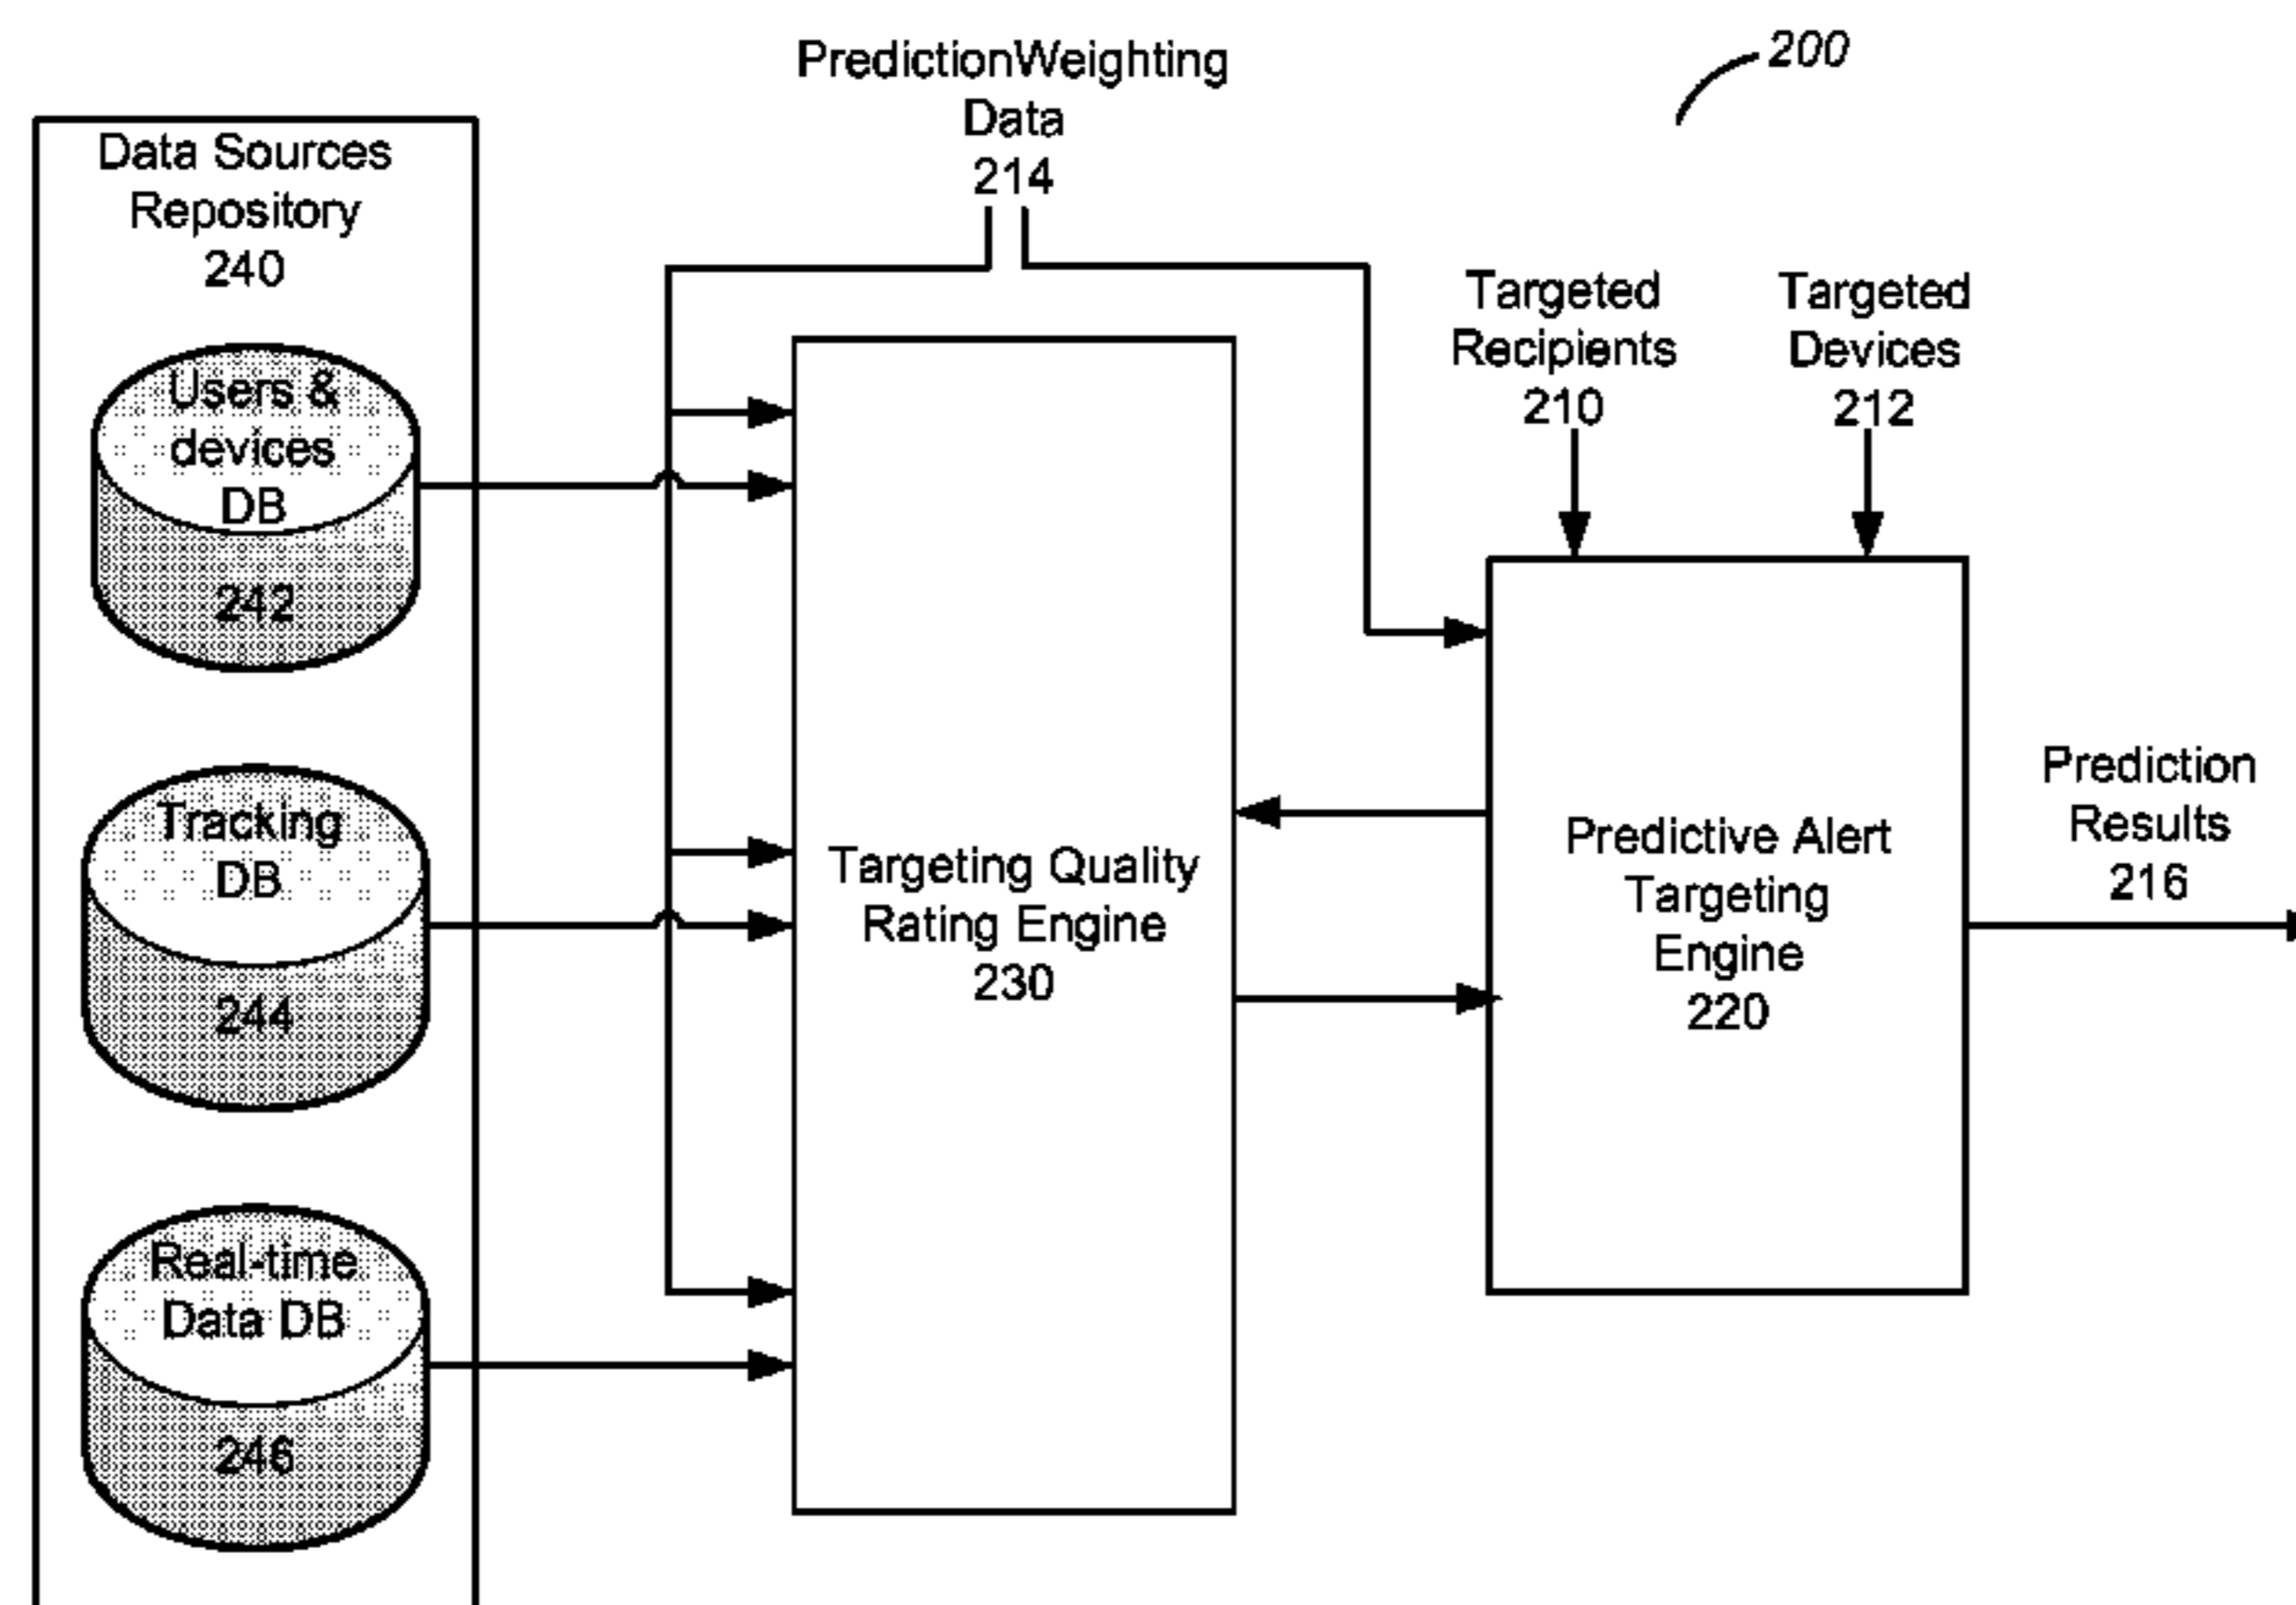 200
PredictionWeighting
Data
214
Data Sources
Repository
240
Targeted
Recipients
210
Targeted
Devices
212
Users &
devices
DB
242
Tracking
DB
244
Real-time
Data DB
246
Targeting Quality
Rating Engine
230
Predictive Alert
Targeting
Engine
220
Prediction
Results
216